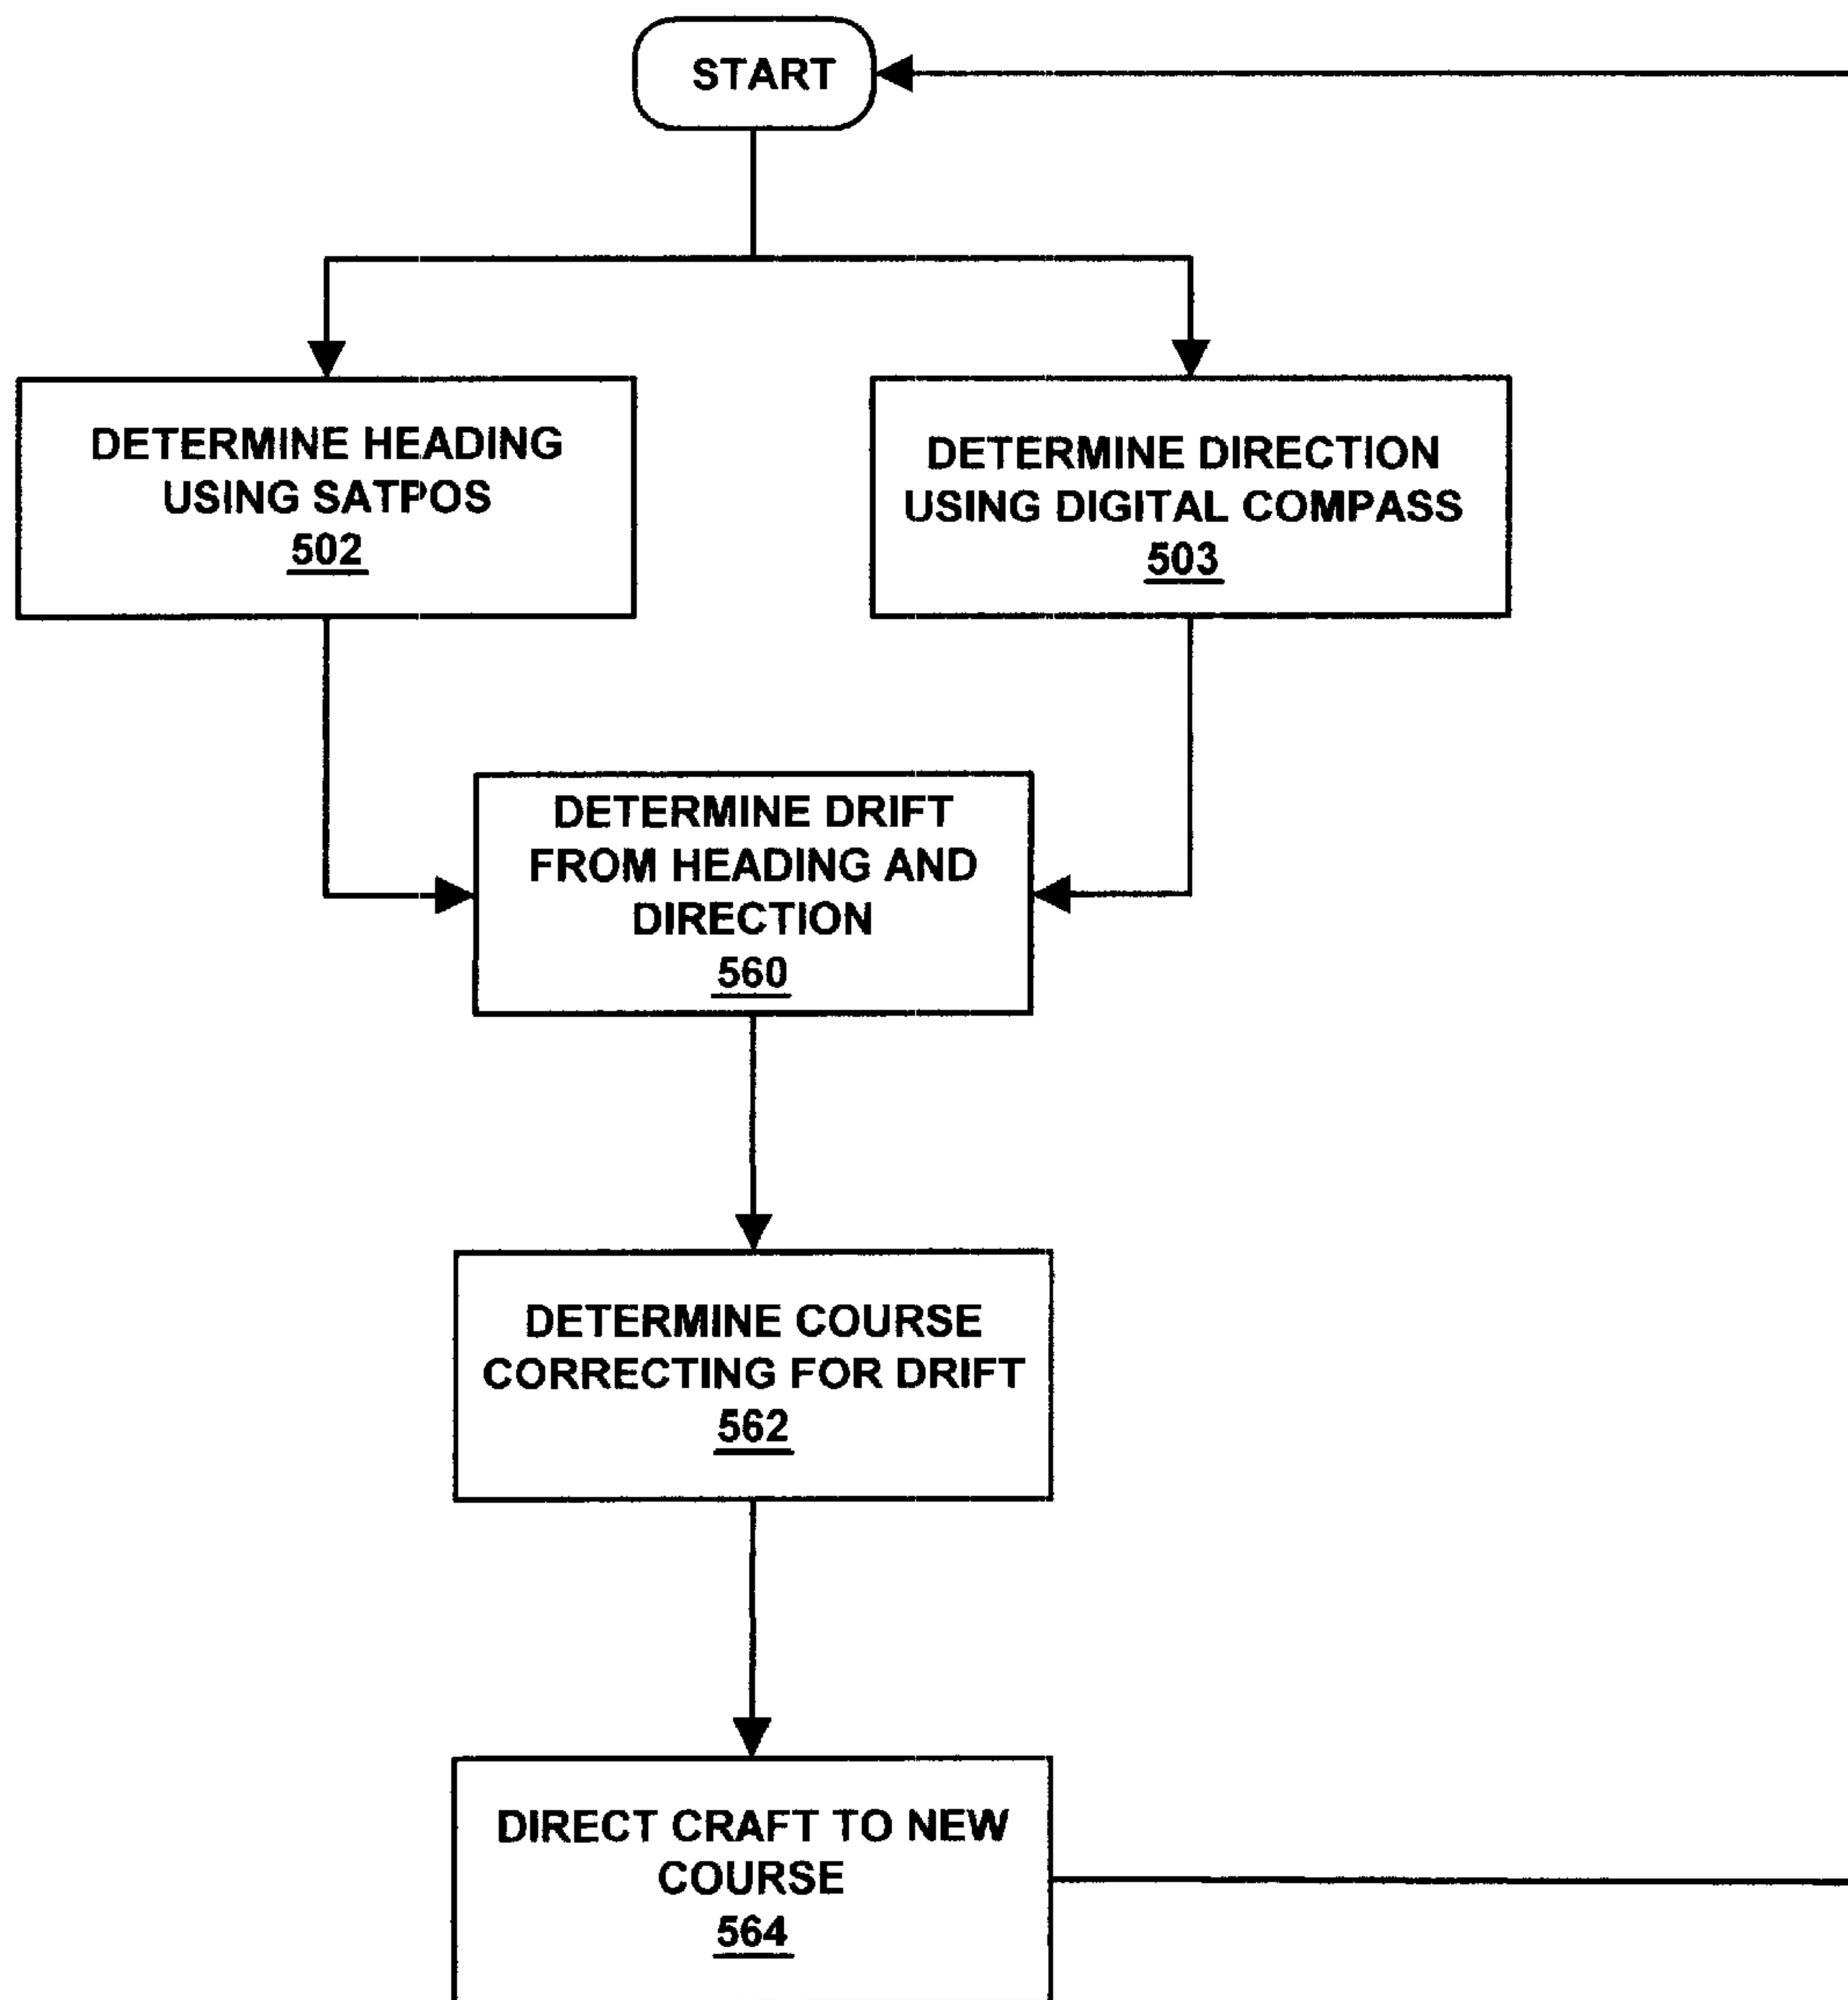 START
DETERMINE HEADING
USING SATPOS
502
DETERMINE DIRECTION
USING DIGITAL COMPASS
503
DETERMINE DRIFT
FROM HEADING AND
DIRECTION
560
DETERMINE COURSE
CORRECTING FOR DRIFT
562
DIRECT CRAFT TO NEW
COURSE
564